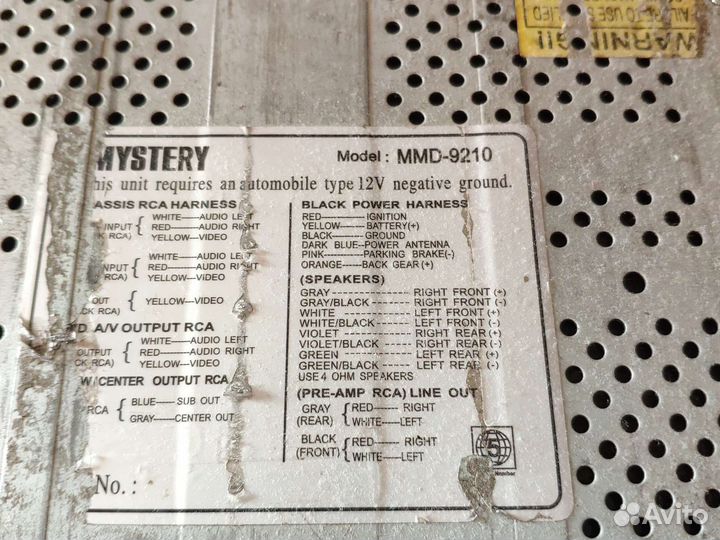 WARNING!!
MYSTERY Model : MMD-9210
his unit requires an automobile type 12V negative ground.
ASSIS RCA HARNESS
INPUT WHITE-----AUDIO LEFT
RCA) RED-----AUDIO RIGHT
YELLOW---VIDEO
INPUT WHITE-----AUDIO LEFT
RCA) RED-----AUDIO RIGHT
YELLOW---VIDEO
OUT YELLOW---VIDEO
RCA)
D A/V OUTPUT RCA
OUTPUT WHITE----AUDIO LEFT
RCA) RED-----AUDIO RIGHT
YELLOW---VIDEO
W/CENTER OUTPUT RCA
RCA BLUE-----SUB OUT
GRAY-----CENTER OUT
No. :
BLACK POWER HARNESS
RED-----------IGNITION
YELLOW------BATTERY(+)
BLACK--------GROUND
DARK BLUE--POWER ANTENNA
PINK----------PARKING BRAKE(-)
ORANGE-----BACK GEAR(+)
(SPEAKERS)
GRAY---------------- RIGHT FRONT (+)
GRAY/BLACK------- RIGHT FRONT (-)
WHITE --------------- LEFT FRONT (+)
WHITE/BLACK------ LEFT FRONT (-)
VIOLET-------------- RIGHT REAR (+)
VIOLET/BLACK----- RIGHT REAR (-)
GREEN-------------- LEFT REAR (+)
GREEN/BLACK------ LEFT REAR (-)
USE 4 OHM SPEAKERS
(PRE-AMP RCA) LINE OUT
GRAY RED---- RIGHT
(REAR) WHITE---LEFT
BLACK RED---- RIGHT
(FRONT) WHITE---LEFT
5
Number
Avito